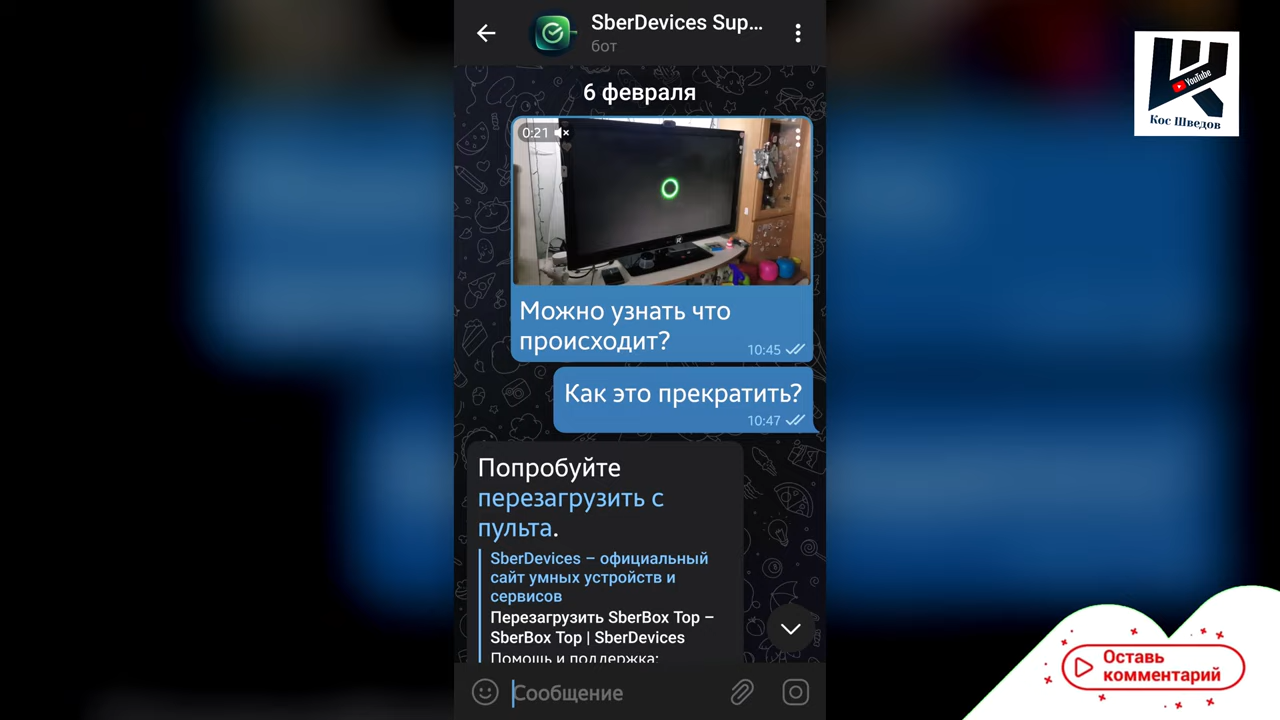 SberDevices Sup...
бот
YouTube
Кос Шведов
6 февраля
0:21
Можно узнать что
происходит?
10:45
Как это прекратить?
10:47
Попробуйте
перезагрузить с
пульта.
SberDevices – официальный
сайт умных устройств и
сервисов
Перезагрузить SberBox Top –
SberBox Top | SberDevices
Помощь и поддержка:
Сообщение
Оставь
комментарий